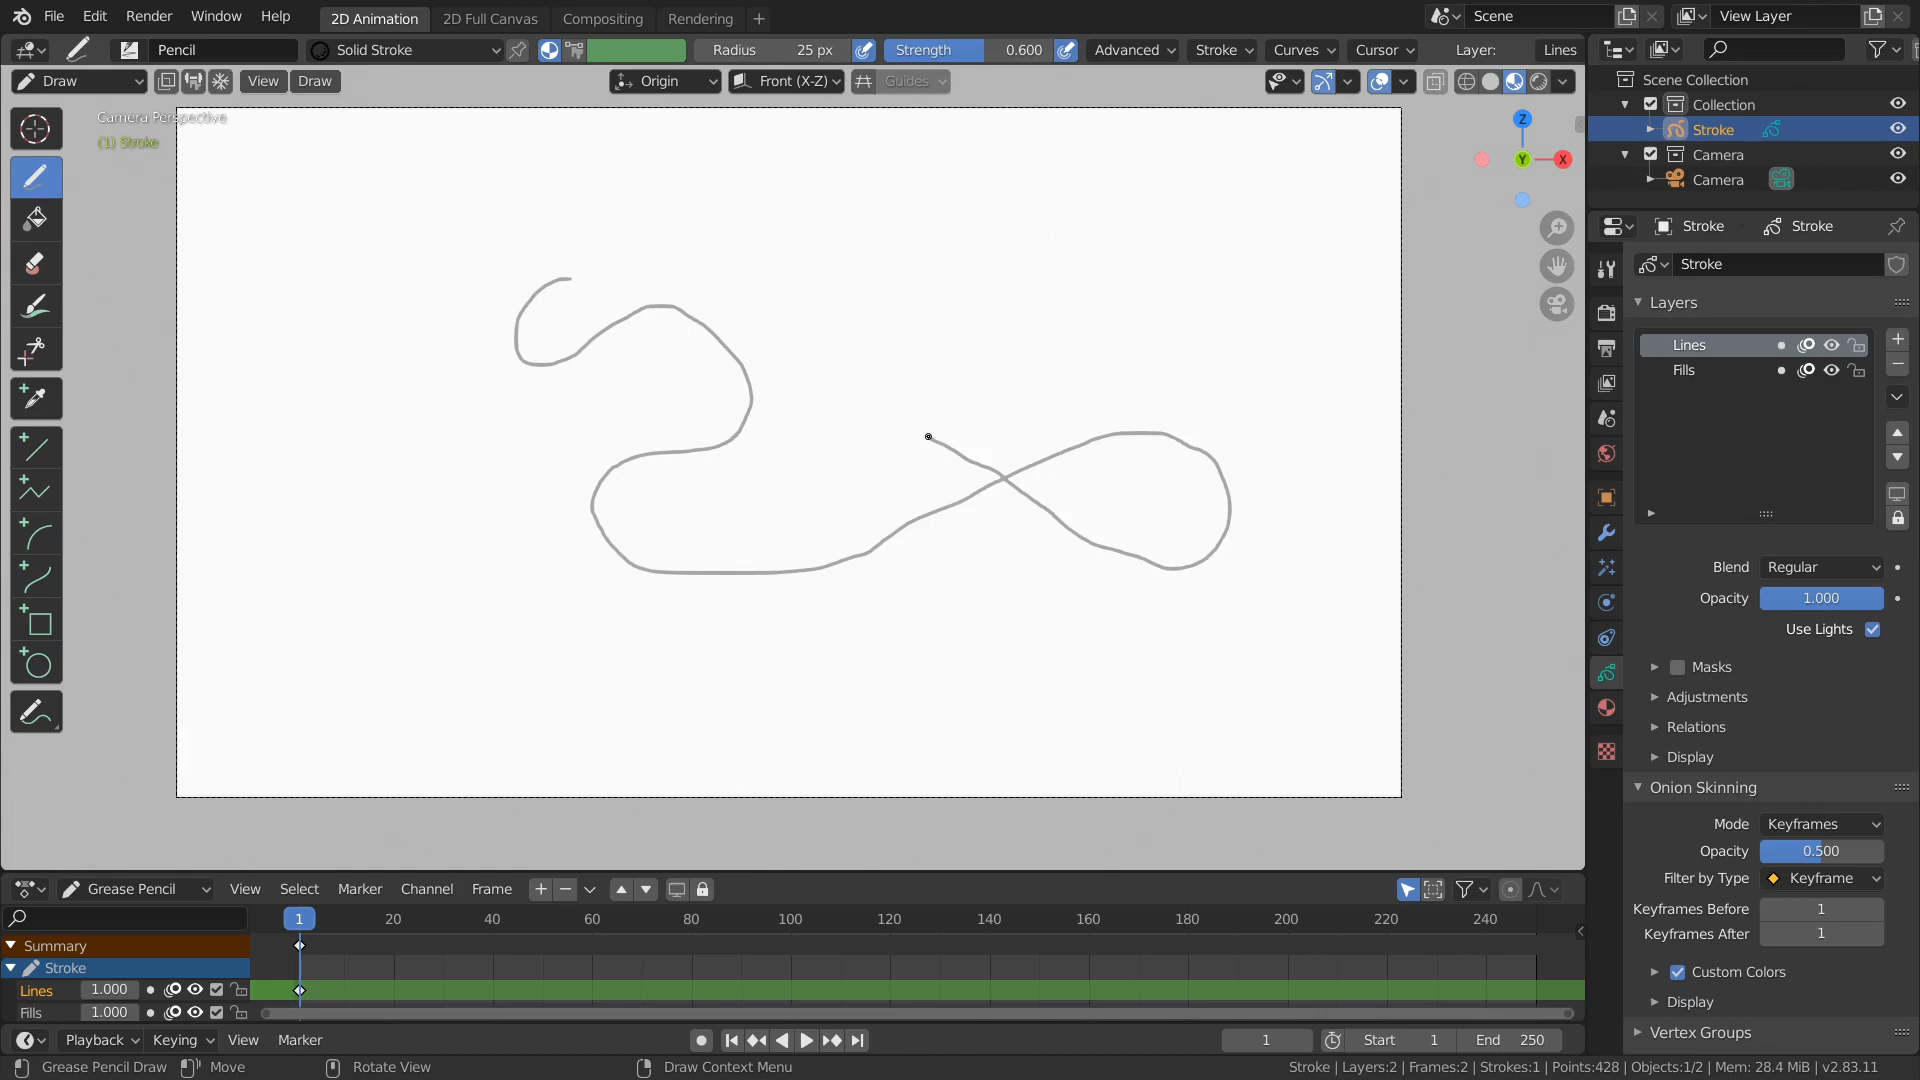 File Edit Render Window Help 2D Animation 2D Full Canvas Compositing Rendering Scene View Layer
Pencil Solid Stroke Radius 25 px Strength 0.600 Advanced Stroke Curves Cursor Layer: Lines
Draw View Draw Origin Front (X-Z) Guides
Scene Collection
Collection
Stroke
Camera
Camera
Camera Perspective
(1) Stroke
Z
Y
X
Stroke Stroke
Stroke
Layers
Lines
Fills
Blend Regular
Opacity 1.000
Use Lights
Masks
Adjustments
Relations
Display
Onion Skinning
Mode Keyframes
Opacity 0.500
Filter by Type Keyframe
Keyframes Before 1
Keyframes After 1
Custom Colors
Display
Vertex Groups
Grease Pencil View Select Marker Channel Frame
1 20 40 60 80 100 120 140 160 180 200 220 240
Summary
Stroke
Lines 1.000
Fills 1.000
Playback Keying View Marker 1 Start 1 End 250
Grease Pencil Draw Move Rotate View Draw Context Menu Stroke | Layers:2 | Frames:2 | Strokes:1 | Points:428 | Objects:1/2 | Mem: 28.4 MiB | v2.83.11